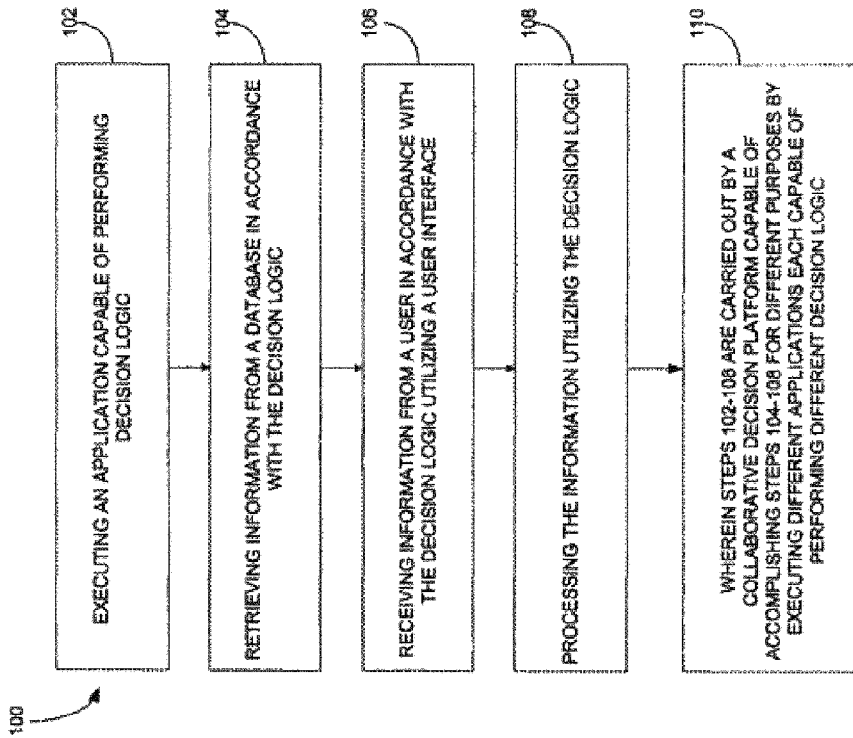 100
102
EXECUTING AN APPLICATION CAPABLE OF PERFORMING
DECISION LOGIC
104
RETRIEVING INFORMATION FROM A DATABASE IN ACCORDANCE
WITH THE DECISION LOGIC
106
RECEIVING INFORMATION FROM A USER IN ACCORDANCE WITH
THE DECISION LOGIC UTILIZING A USER INTERFACE
108
PROCESSING THE INFORMATION UTILIZING THE DECISION LOGIC
110
WHEREIN STEPS 102-108 ARE CARRIED OUT BY A
COLLABORATIVE DECISION PLATFORM CAPABLE OF
ACCOMPLISHING STEPS 104-108 FOR DIFFERENT PURPOSES BY
EXECUTING DIFFERENT APPLICATIONS EACH CAPABLE OF
PERFORMING DIFFERENT DECISION LOGIC